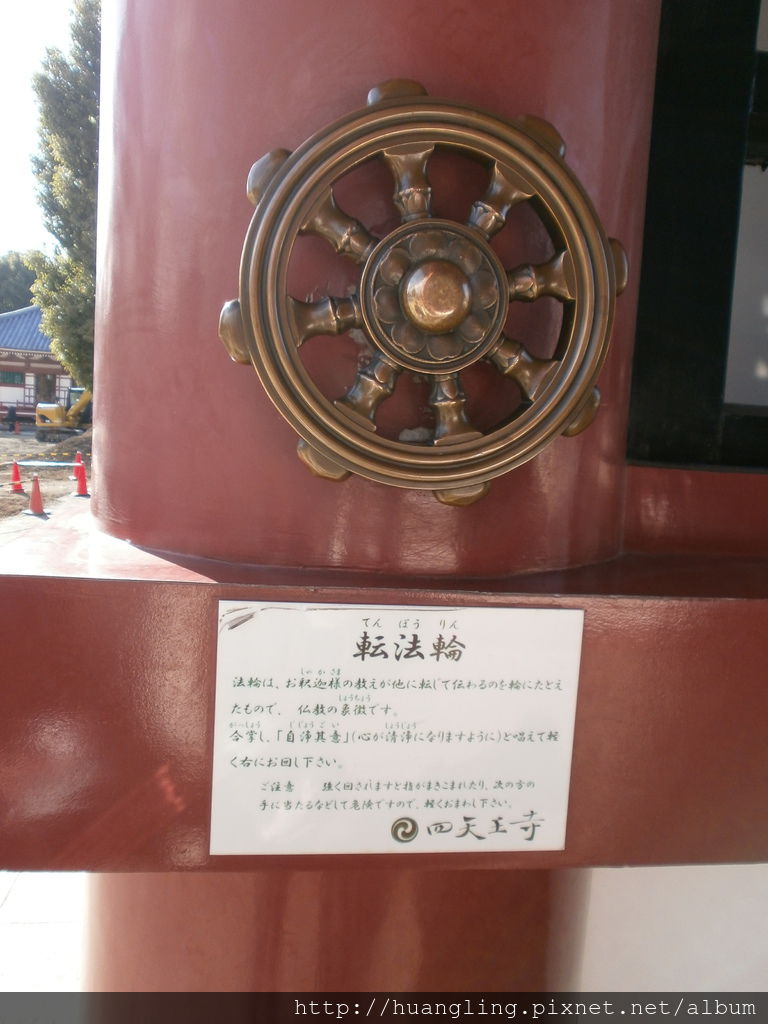 てん ぽう りん
転法輪
しゃ か さま
法輪は、お釈迦様の教えが他に転じて伝わるのを輪にたとえ
しょうちょう
たもので、仏教の象徴です。
がっしょう じじょうごい しょうじょう
合掌し、「自浄其意」(心が清浄になりますように)と唱えて軽
く右にお回し下さい。
ご注意 強く回されますと指がまきこまれたり、次の方の
手に当たるなどして危険ですので、軽くおまわし下さい。
四天王寺
http://huangling.pixnet.net/album